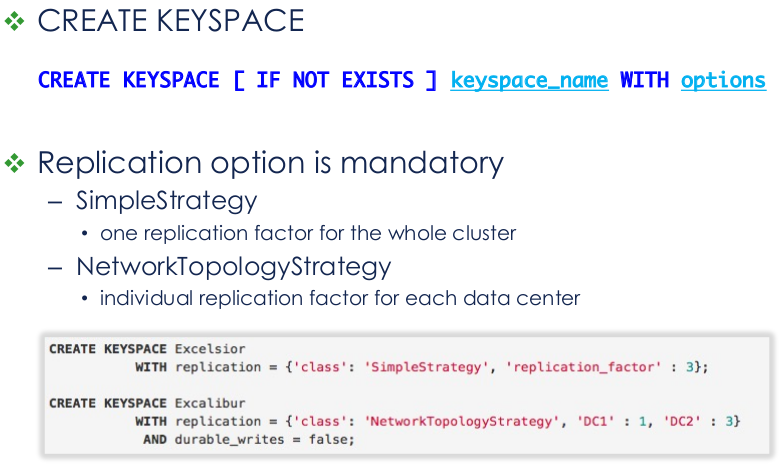 ❖ CREATE KEYSPACE
CREATE KEYSPACE [ IF NOT EXISTS ] keyspace_name WITH options
❖ Replication option is mandatory
– SimpleStrategy
• one replication factor for the whole cluster
– NetworkTopologyStrategy
• individual replication factor for each data center
CREATE KEYSPACE Excelsior
WITH replication = {'class': 'SimpleStrategy', 'replication_factor' : 3};
CREATE KEYSPACE Excalibur
WITH replication = {'class': 'NetworkTopologyStrategy', 'DC1' : 1, 'DC2' : 3}
AND durable_writes = false;